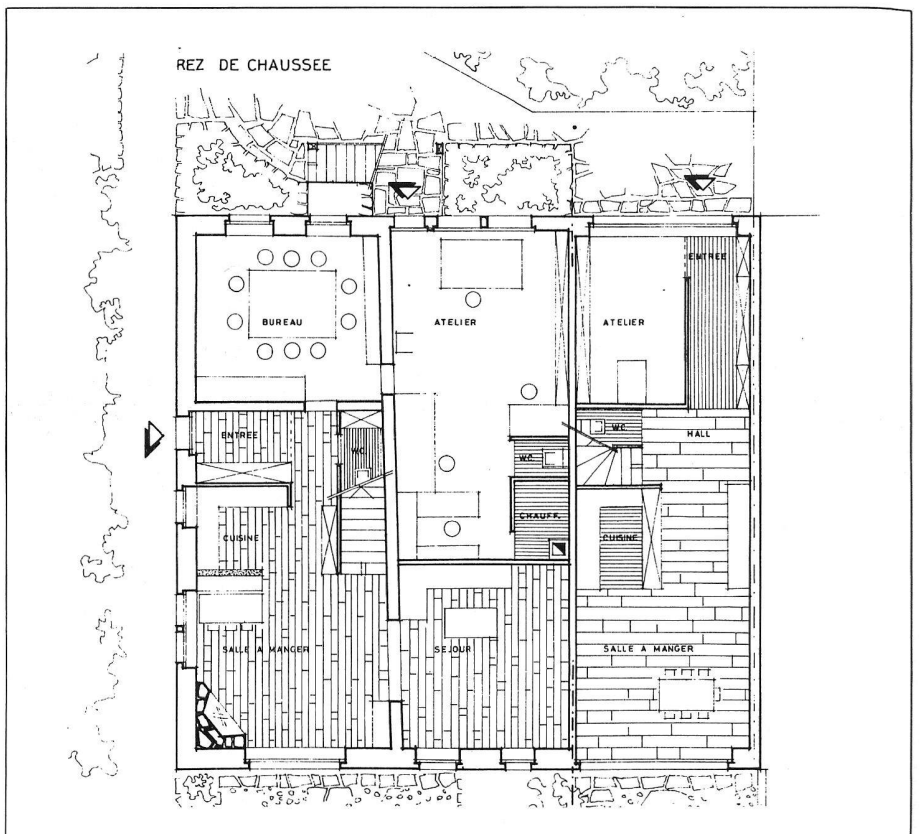 REZ DE CHAUSSEE
ENTREE
BUREAU
ATELIER
ATELIER
ENTREE
W.C.
W.C.
HALL
W.C.
CHAUFF.
CUISINE
CUISINE
SALLE A MANGER
SEJOUR
SALLE A MANGER